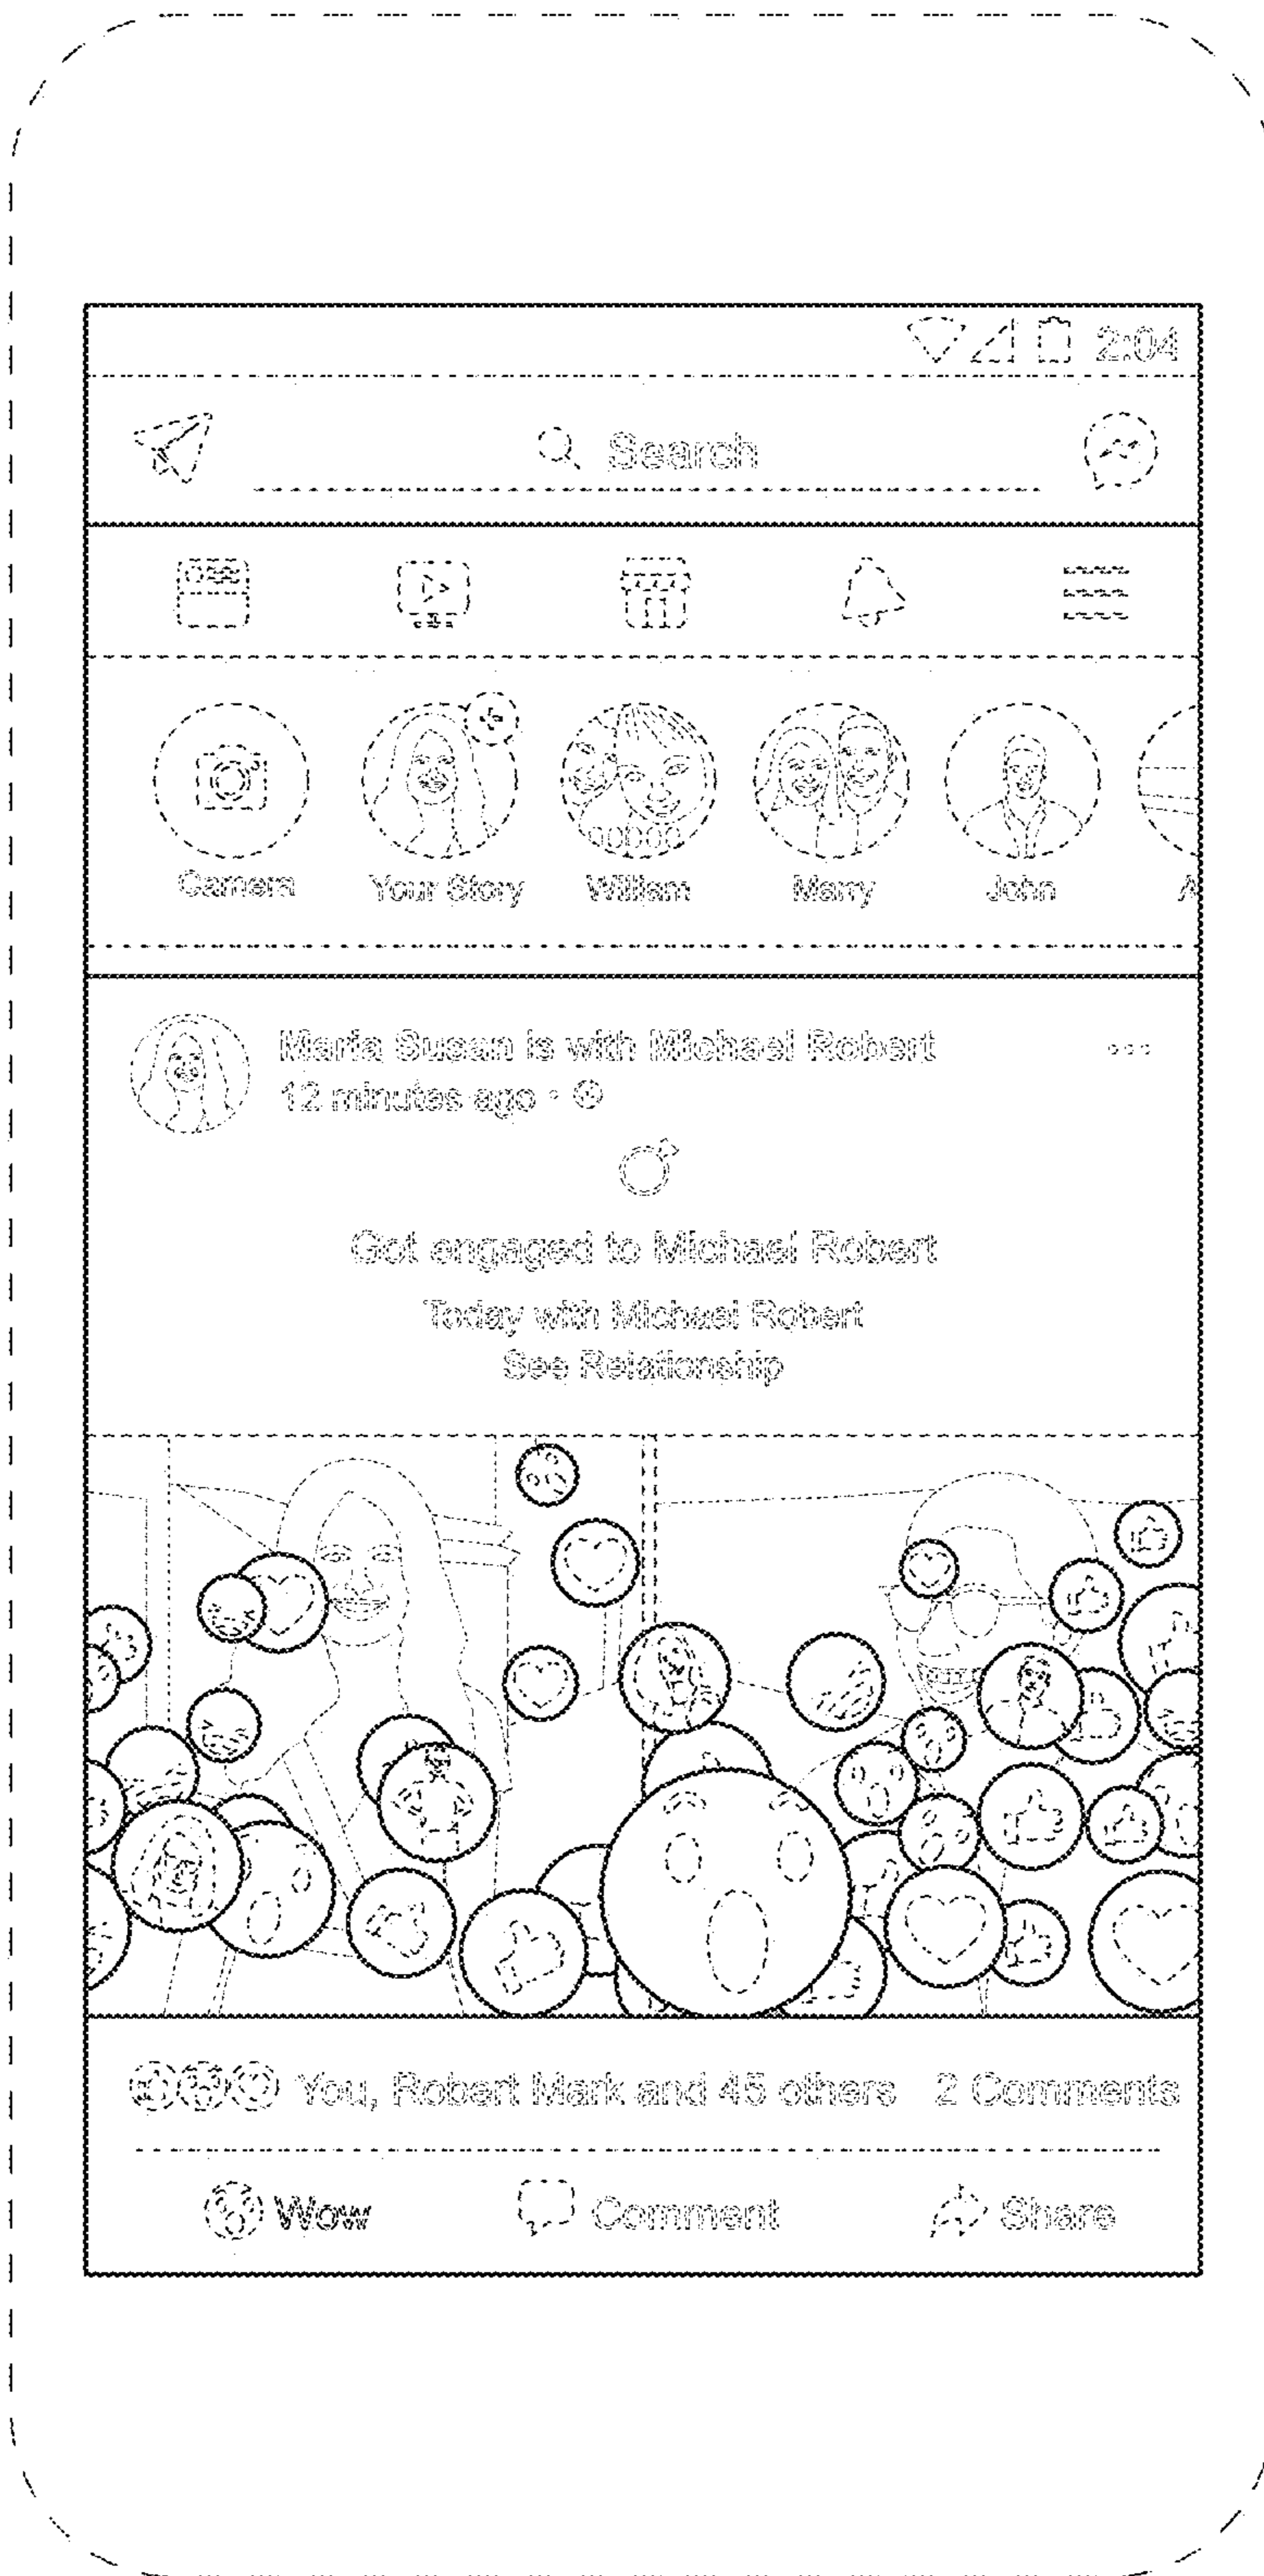 2:04
Search
Camera Your Story William Marry John A
Maria Susan is with Michael Robert
12 minutes ago ·
Got engaged to Michael Robert
Today with Michael Robert
See Relationship
You, Robert Mark and 45 others 2 Comments
Wow Comment Share